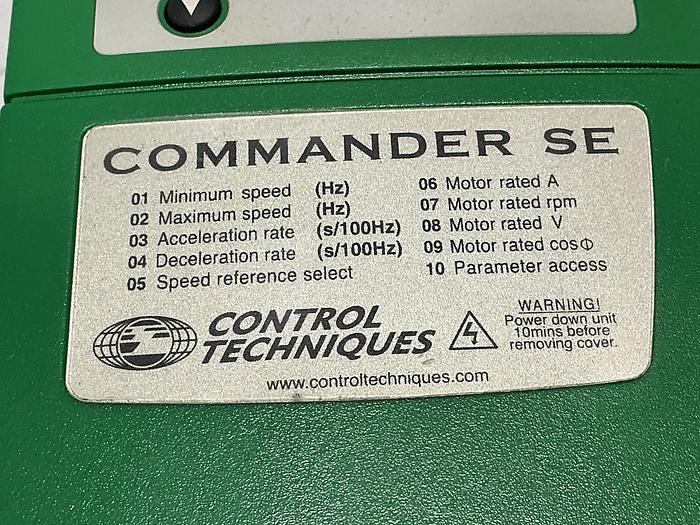 COMMANDER SE
01 Minimum speed (Hz)
02 Maximum speed (Hz)
03 Acceleration rate (s/100Hz)
04 Deceleration rate (s/100Hz)
05 Speed reference select
06 Motor rated A
07 Motor rated rpm
08 Motor rated V
09 Motor rated cosΦ
10 Parameter access
CONTROL
TECHNIQUES
WARNING!
Power down unit
10mins before
removing cover.
www.controltechniques.com